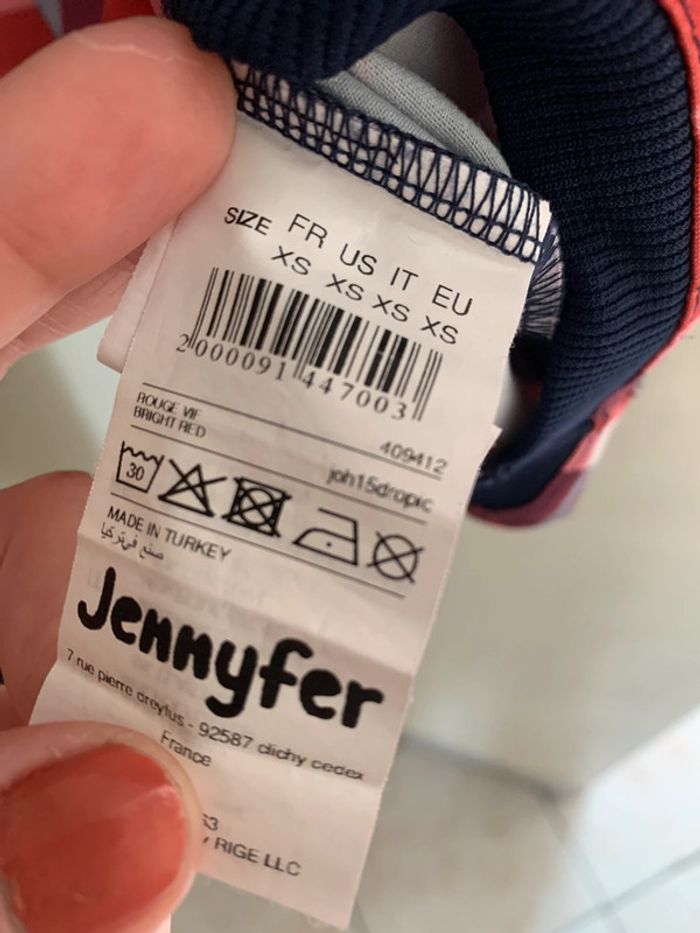 SIZE FR US IT EU
XS XS XS XS
2000091447003
ROUGE VIF
BRIGHT RED
409412
joh15dropic
30
MADE IN TURKEY
صنع في تركيا
Jennyfer
7 rue pierre dreyfus - 92587 clichy cedex
France
RIGE LLC